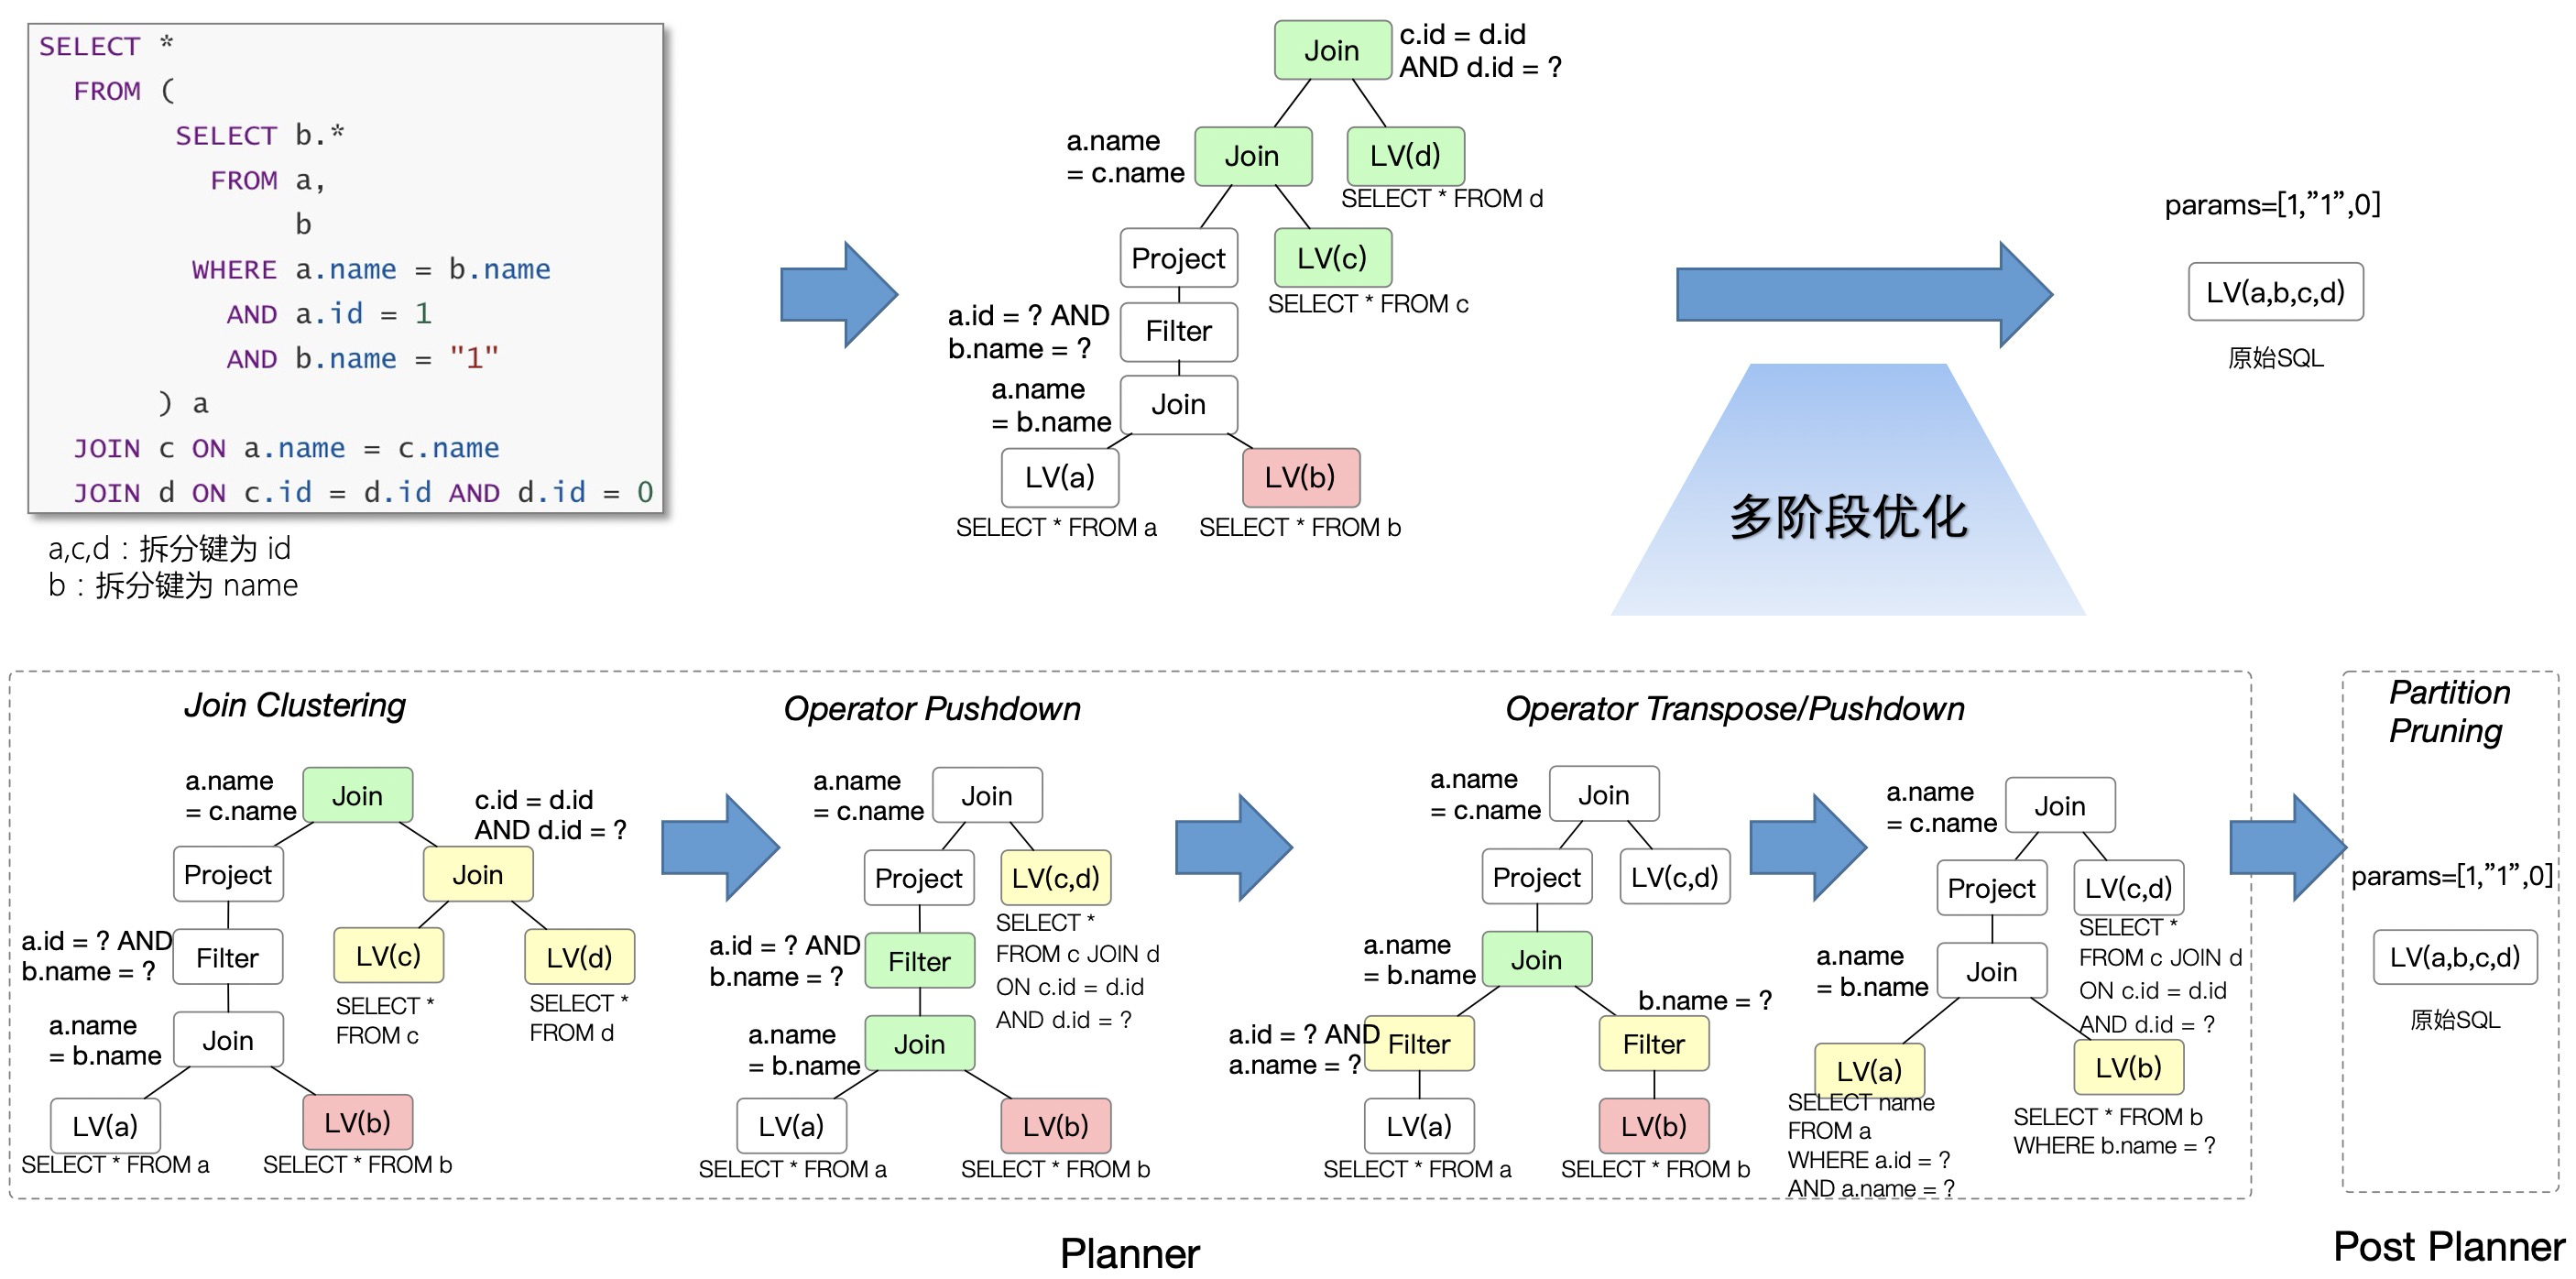 SELECT *
FROM (
SELECT b.*
FROM a,
b
WHERE a.name = b.name
AND a.id = 1
AND b.name = "1"
) a
JOIN c ON a.name = c.name
JOIN d ON c.id = d.id AND d.id = 0
a,c,d：拆分键为 id
b：拆分键为 name
Join
c.id = d.id
AND d.id = ?
a.name
= c.name
Join
LV(d)
SELECT * FROM d
Project
LV(c)
SELECT * FROM c
a.id = ? AND
b.name = ?
Filter
a.name
= b.name
Join
LV(a)
LV(b)
SELECT * FROM a
SELECT * FROM b
params=[1,”1”,0]
LV(a,b,c,d)
原始SQL
多阶段优化
Join Clustering
a.name
= c.name
Join
c.id = d.id
AND d.id = ?
Project
Join
a.id = ? AND
b.name = ?
Filter
LV(c)
LV(d)
SELECT *
FROM c
SELECT *
FROM d
a.name
= b.name
Join
LV(a)
LV(b)
SELECT * FROM a
SELECT * FROM b
Operator Pushdown
a.name
= c.name
Join
Project
LV(c,d)
SELECT *
FROM c JOIN d
ON c.id = d.id
AND d.id = ?
a.id = ? AND
b.name = ?
Filter
a.name
= b.name
Join
LV(a)
LV(b)
SELECT * FROM a
SELECT * FROM b
Operator Transpose/Pushdown
a.name
= c.name
Join
Project
LV(c,d)
a.name
= b.name
Join
b.name = ?
a.id = ? AND
a.name = ?
Filter
Filter
LV(a)
LV(b)
SELECT * FROM a
SELECT * FROM b
a.name
= c.name
Join
Project
LV(c,d)
SELECT *
FROM c JOIN d
ON c.id = d.id
AND d.id = ?
a.name
= b.name
Join
LV(a)
LV(b)
SELECT name
FROM a
WHERE a.id = ?
AND a.name = ?
SELECT * FROM b
WHERE b.name = ?
Partition
Pruning
params=[1,”1”,0]
LV(a,b,c,d)
原始SQL
Planner
Post Planner